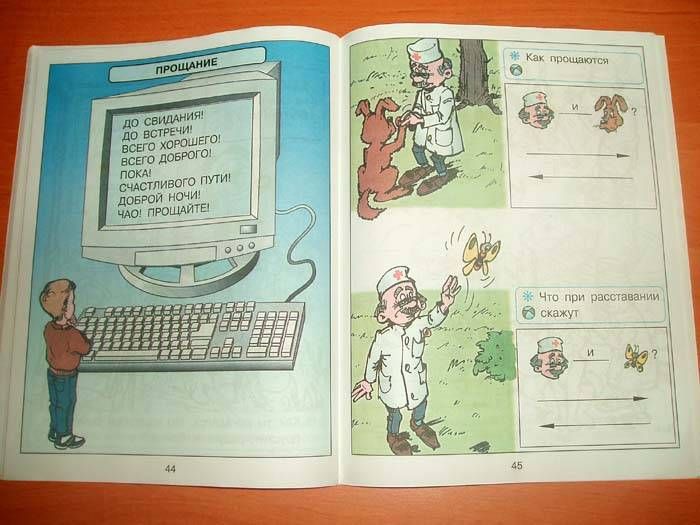 ПРОЩАНИЕ
ДО СВИДАНИЯ!
ДО ВСТРЕЧИ!
ВСЕГО ХОРОШЕГО!
ВСЕГО ДОБРОГО!
ПОКА!
СЧАСТЛИВОГО ПУТИ!
ДОБРОЙ НОЧИ!
ЧАО! ПРОЩАЙТЕ!
44
Как прощаются
и ?
Что при расставании
скажут
и ?
45